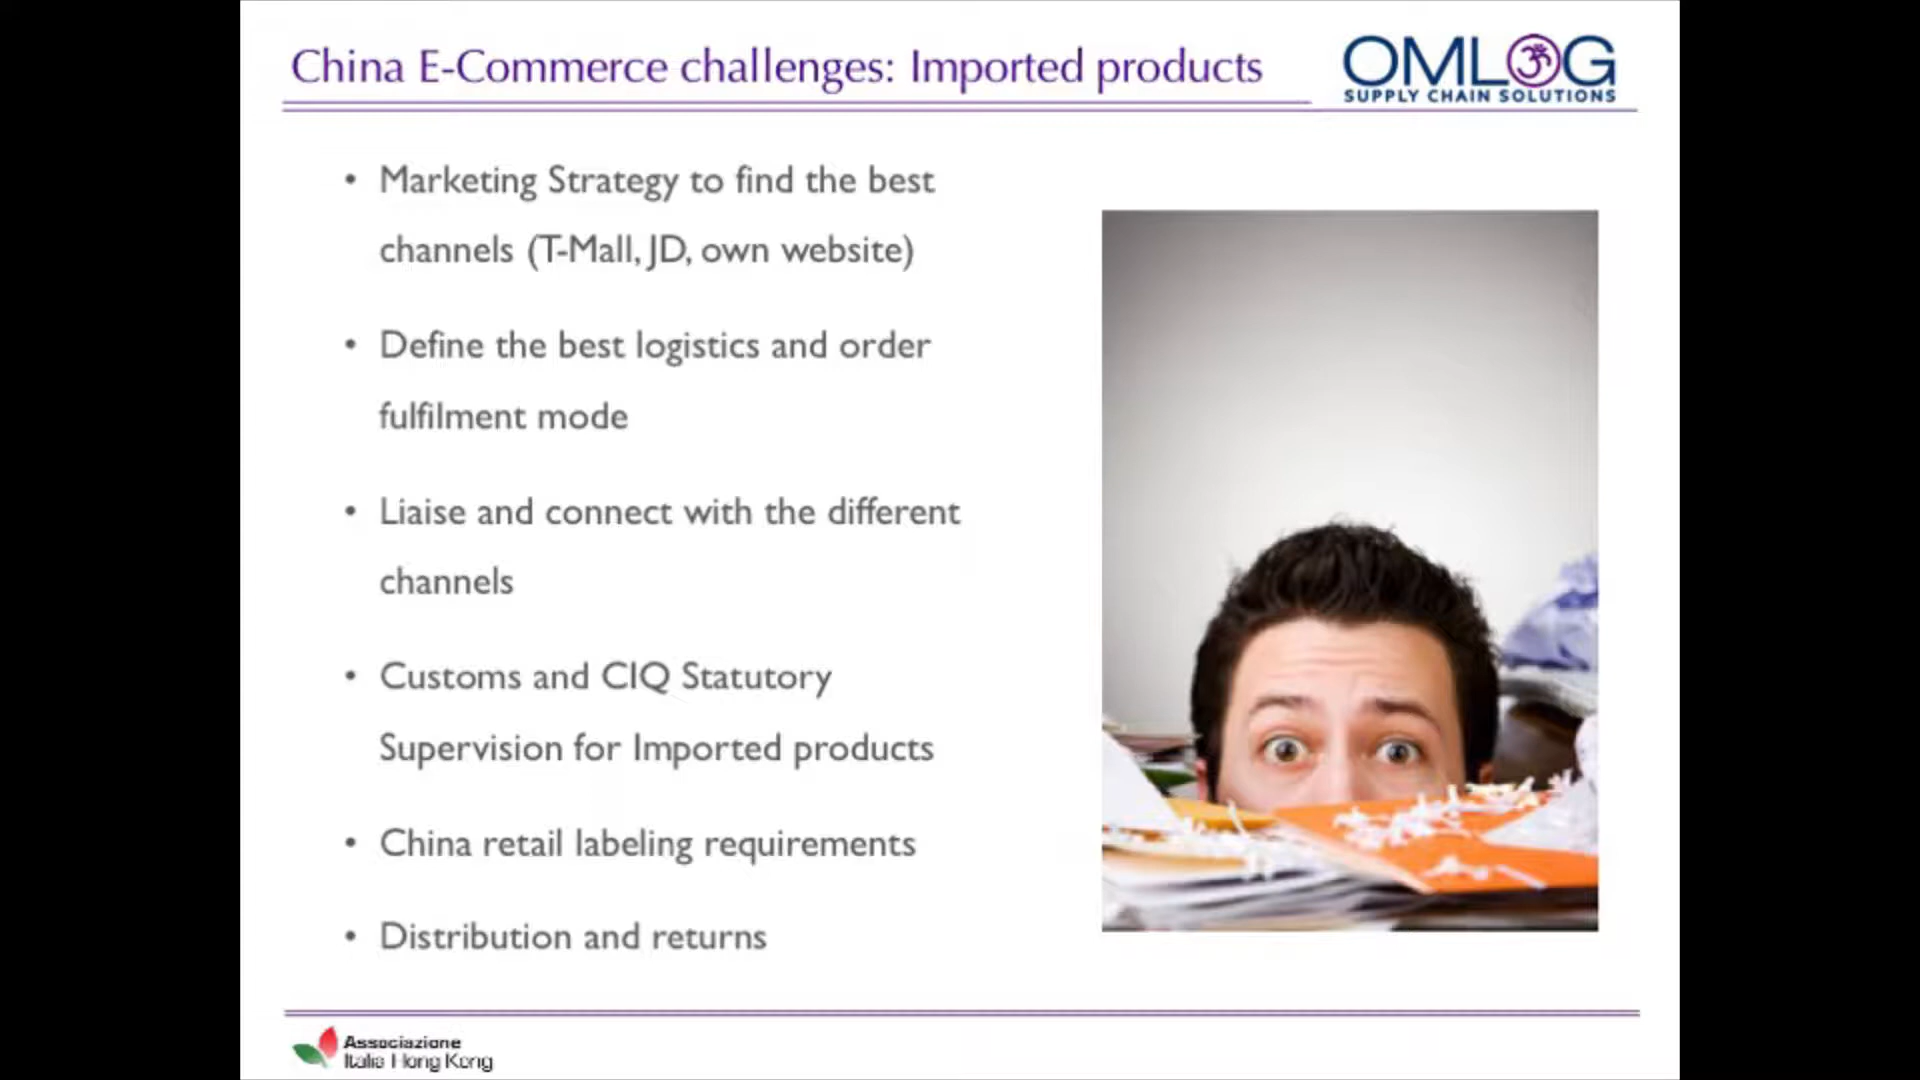 China E-Commerce challenges: Imported products
OMLOG
SUPPLY CHAIN SOLUTIONS
• Marketing Strategy to find the best
channels (T-Mall, JD, own website)
• Define the best logistics and order
fulfilment mode
• Liaise and connect with the different
channels
• Customs and CIQ Statutory
Supervision for Imported products
• China retail labeling requirements
• Distribution and returns
Associazione
Italia Hong Kong